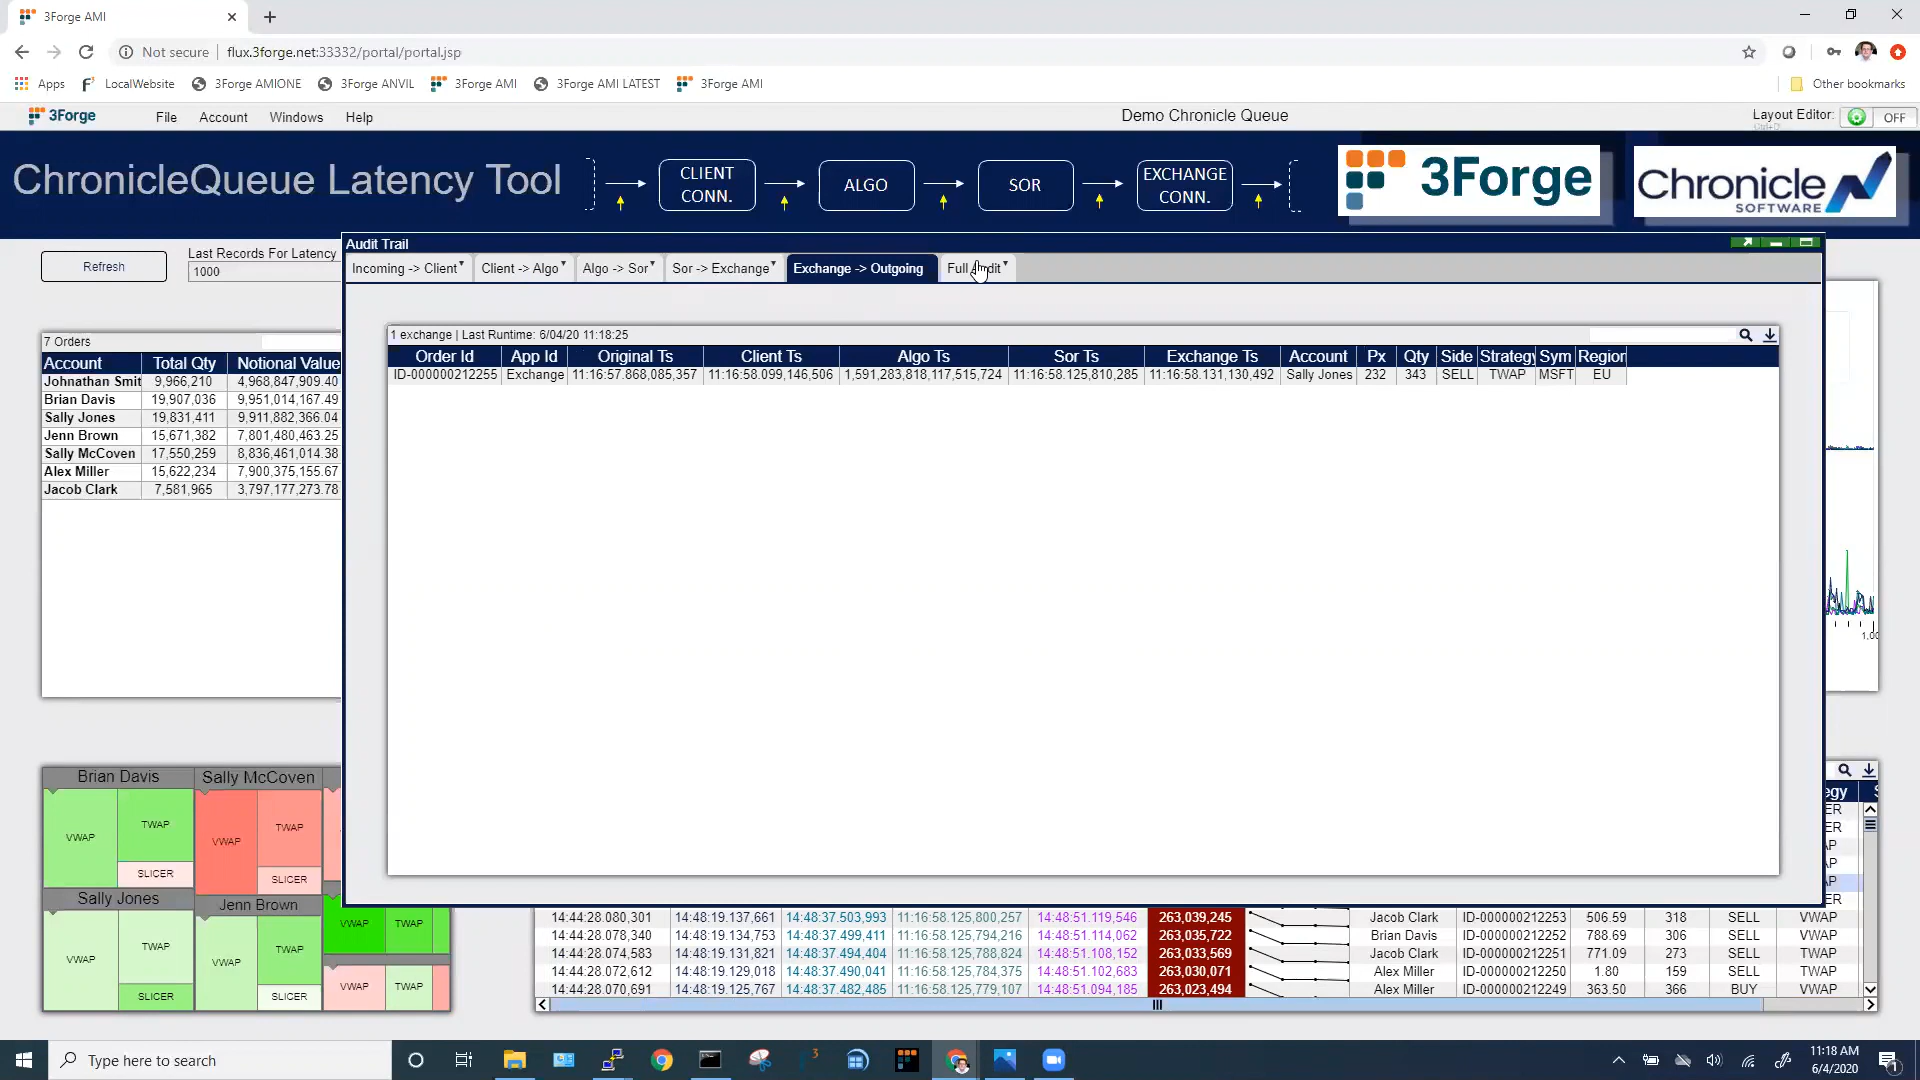 3Forge AMI
Not secure | flux.3forge.net:33332/portal/portal.jsp
Apps LocalWebsite 3Forge AMIONE 3Forge ANVIL 3Forge AMI 3Forge AMI LATEST 3Forge AMI Other bookmarks
3Forge File Account Windows Help Demo Chronicle Queue Layout Editor: OFF
ChronicleQueue Latency Tool
CLIENT CONN.
ALGO
SOR
EXCHANGE CONN.
3Forge
Chronicle
SOFTWARE
Refresh
Last Records For Latency
1000
Audit Trail
Incoming -> Client Client -> Algo Algo -> Sor Sor -> Exchange Exchange -> Outgoing Full Audit
1 exchange | Last Runtime: 6/04/20 11:18:25
Order Id App Id Original Ts Client Ts Algo Ts Sor Ts Exchange Ts Account Px Qty Side Strategy Sym Region
ID-000000212255 Exchange 11:16:57.868,085,357 11:16:58.099,146,506 1,591,283,818,117,515,724 11:16:58.125,810,285 11:16:58.131,130,492 Sally Jones 232 343 SELL TWAP MSFT EU
7 Orders
Account Total Qty Notional Value
Johnathan Smit 9,966,210 4,968,847,909.40
Brian Davis 19,907,036 9,951,014,167.49
Sally Jones 19,831,411 9,911,882,366.04
Jenn Brown 15,671,382 7,801,480,463.25
Sally McCoven 17,550,259 8,836,461,014.38
Alex Miller 15,622,234 7,900,375,155.67
Jacob Clark 7,581,965 3,797,177,273.78
1,00
Brian Davis
VWAP TWAP
SLICER
Sally McCoven
VWAP TWAP
SLICER
Sally Jones
VWAP TWAP
SLICER
Jenn Brown
VWAP TWAP
SLICER
VWAP TWAP
VWAP TWAP
egy
ER
ER
AP
AP
AP
ER
14:44:28.080,301 14:48:19.137,661 14:48:37.503,993 11:16:58.125,800,257 14:48:51.119,546 263,039,245 Jacob Clark ID-000000212253 506.59 318 SELL VWAP
14:44:28.078,340 14:48:19.134,753 14:48:37.499,411 11:16:58.125,794,216 14:48:51.114,062 263,035,722 Brian Davis ID-000000212252 788.69 306 SELL VWAP
14:44:28.074,583 14:48:19.131,821 14:48:37.494,404 11:16:58.125,788,824 14:48:51.108,152 263,033,569 Jacob Clark ID-000000212251 771.09 273 SELL TWAP
14:44:28.072,612 14:48:19.129,018 14:48:37.490,041 11:16:58.125,784,375 14:48:51.102,683 263,030,071 Alex Miller ID-000000212250 1.80 159 SELL TWAP
14:44:28.070,691 14:48:19.125,767 14:48:37.482,485 11:16:58.125,779,107 14:48:51.094,185 263,023,494 Alex Miller ID-000000212249 363.50 366 BUY VWAP
Type here to search
11:18 AM
6/4/2020